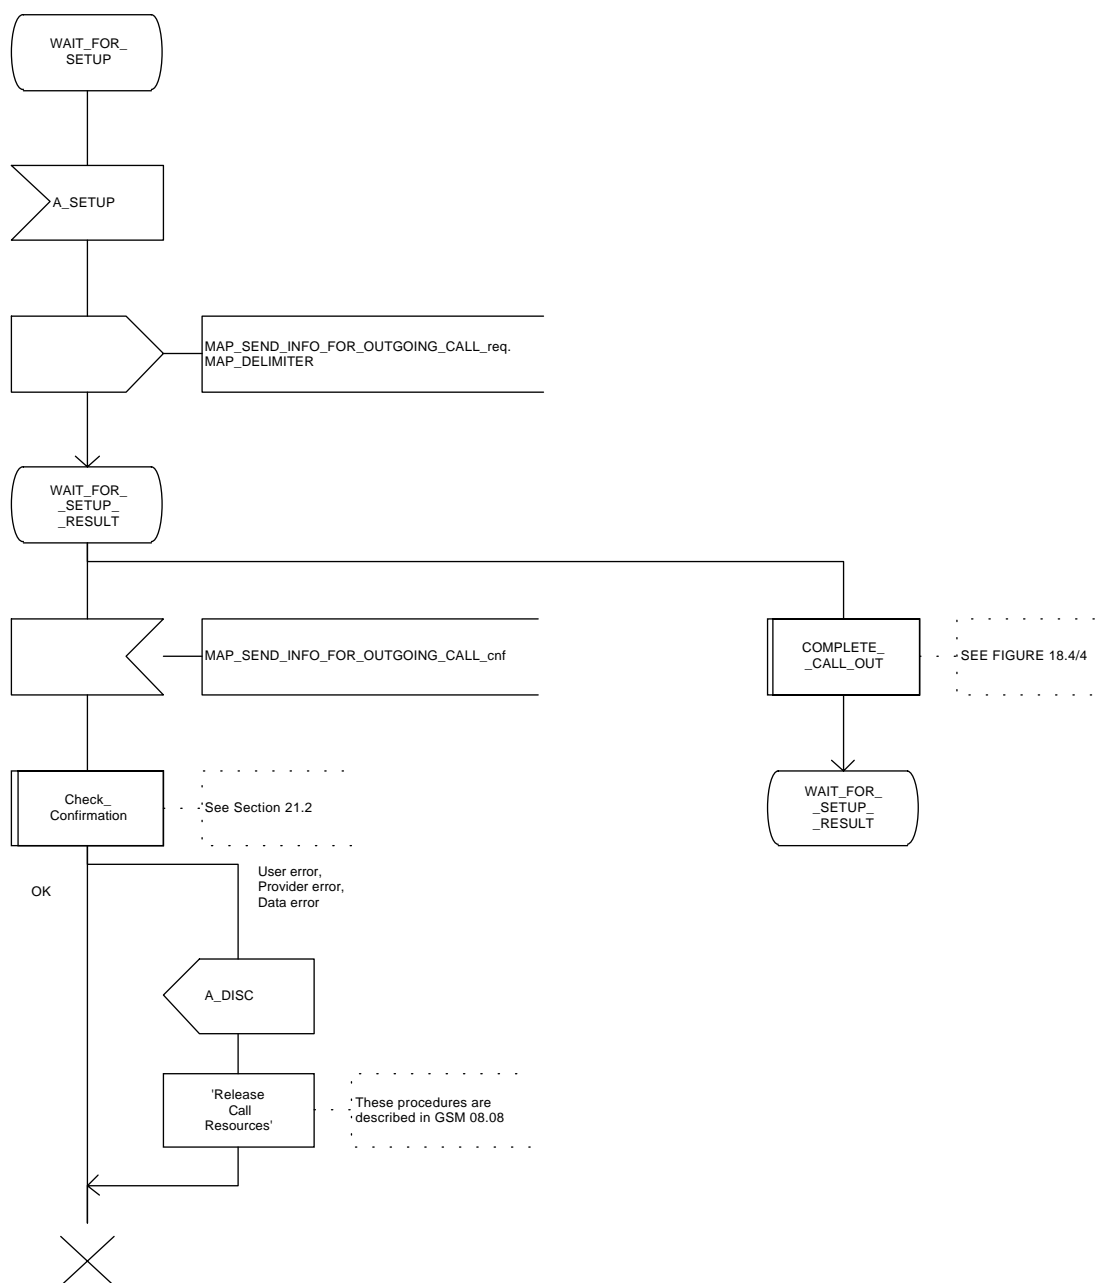 WAIT_FOR_
SETUP
A_SETUP
MAP_SEND_INFO_FOR_OUTGOING_CALL_req.
MAP_DELIMITER
WAIT_FOR_
_SETUP_
_RESULT
MAP_SEND_INFO_FOR_OUTGOING_CALL_cnf
COMPLETE_
_CALL_OUT
SEE FIGURE 18.4/4
Check_
Confirmation
See Section 21.2
WAIT_FOR_
_SETUP_
_RESULT
OK
User error,
Provider error,
Data error
A_DISC
'Release
Call
Resources'
These procedures are
described in GSM 08.08